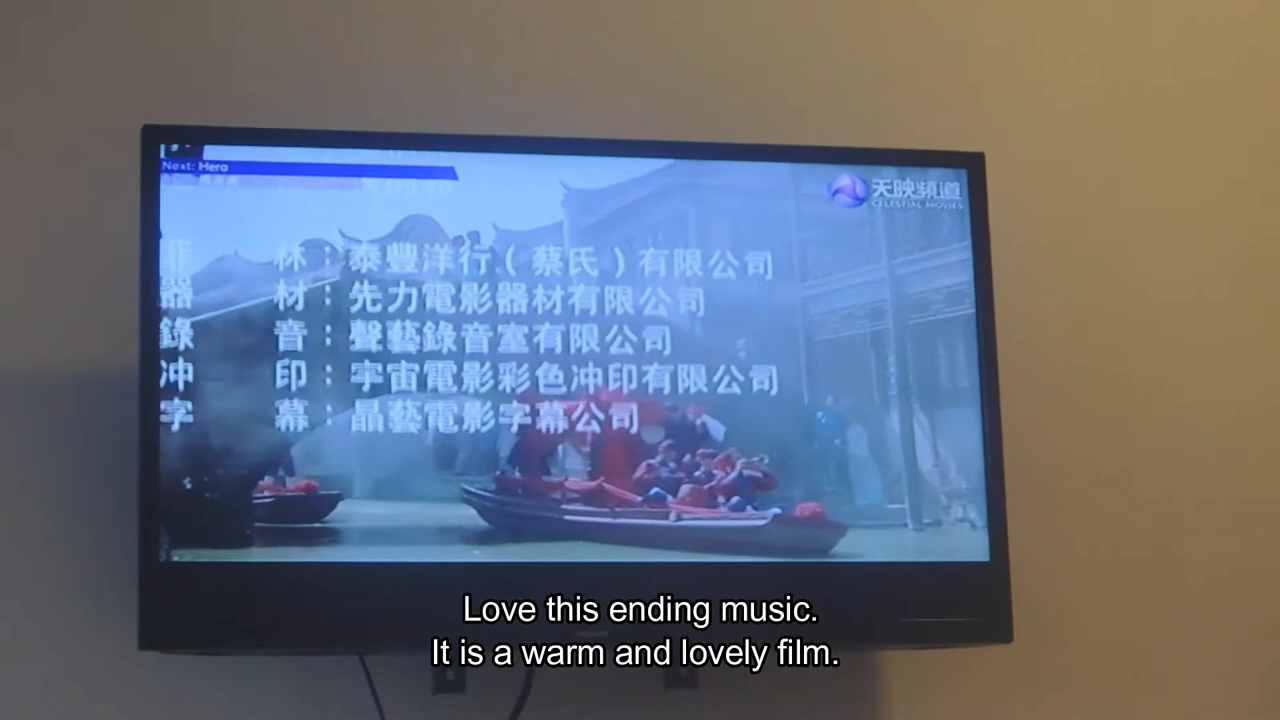 Next: Hero
天映頻道
CELESTIAL MOVIES
菲 林：泰豐洋行（蔡氏）有限公司
器 材：先力電影器材有限公司
錄 音：聲藝錄音室有限公司
冲 印：宇宙電影彩色冲印有限公司
字 幕：晶藝電影字幕公司
Love this ending music.
It is a warm and lovely film.